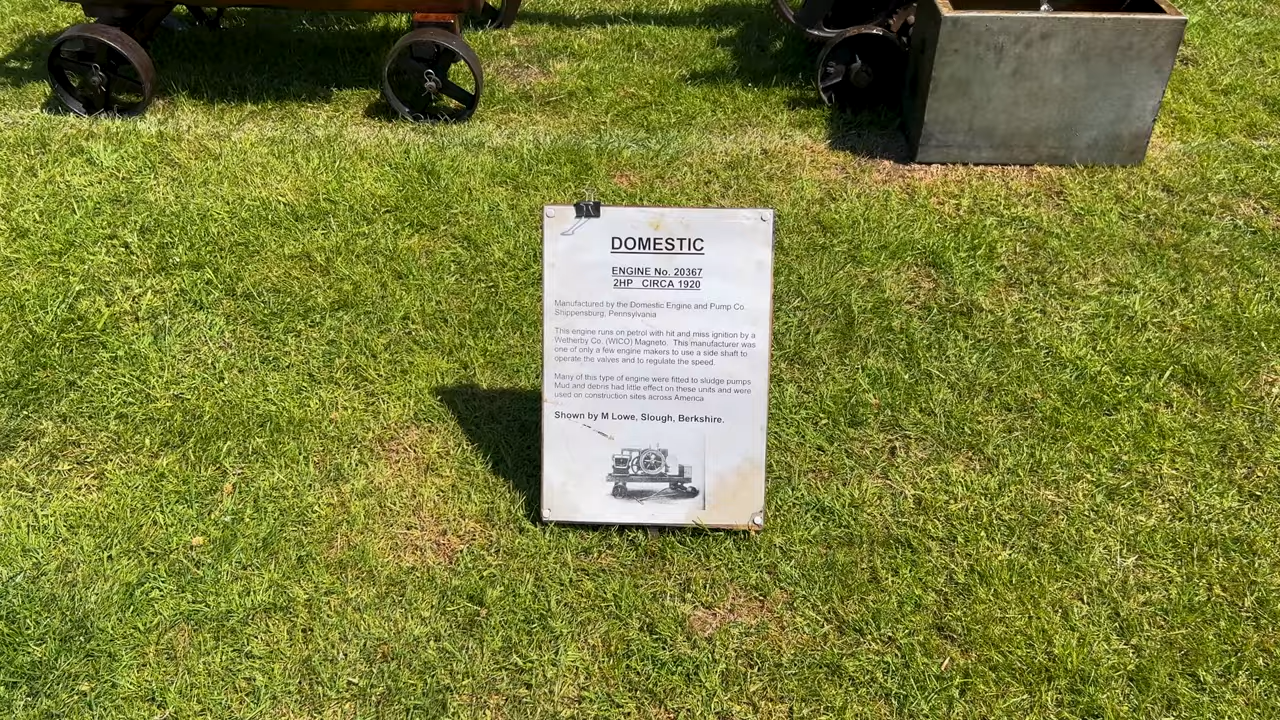 DOMESTIC
ENGINE No. 20367
2HP CIRCA 1920
Manufactured by the Domestic Engine and Pump Co.
Shippensburg, Pennsylvania
This engine runs on petrol with hit and miss ignition by a
Wetherby Co. (WICO) Magneto. This manufacturer was
one of only a few engine makers to use a side shaft to
operate the valves and to regulate the speed.
Many of this type of engine were fitted to sludge pumps
Mud and debris had little effect on these units and were
used on construction sites across America
Shown by M Lowe, Slough, Berkshire.